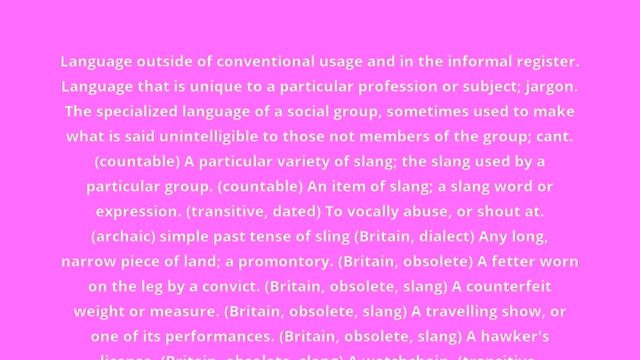 Language outside of conventional usage and in the informal register.
Language that is unique to a particular profession or subject; jargon.
The specialized language of a social group, sometimes used to make
what is said unintelligible to those not members of the group; cant.
(countable) A particular variety of slang; the slang used by a
particular group. (countable) An item of slang; a slang word or
expression. (transitive, dated) To vocally abuse, or shout at.
(archaic) simple past tense of sling (Britain, dialect) Any long,
narrow piece of land; a promontory. (Britain, obsolete) A fetter worn
on the leg by a convict. (Britain, obsolete, slang) A counterfeit
weight or measure. (Britain, obsolete, slang) A travelling show, or
one of its performances. (Britain, obsolete, slang) A hawker's
license. (Britain, obsolete, slang) A watchchain. (transitive,